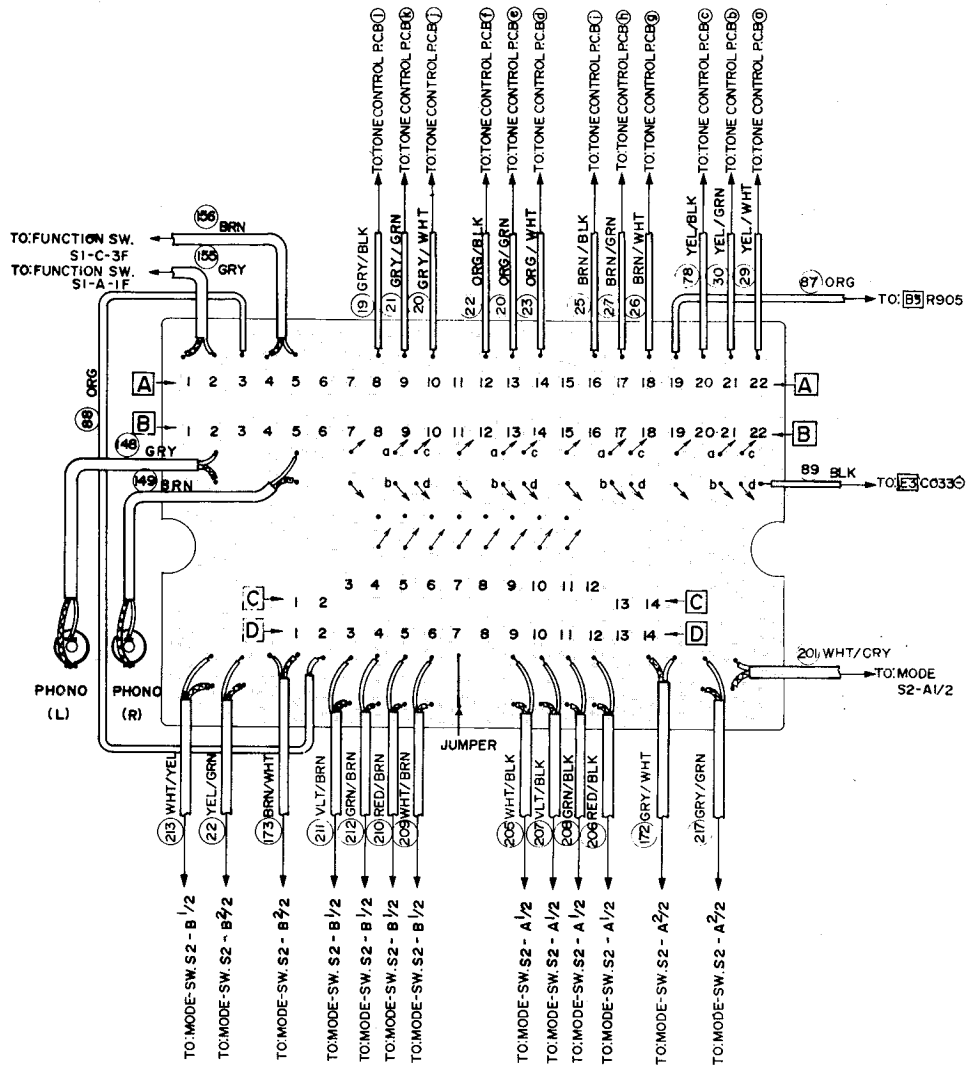 TO:TONE CONTROL P.C.B ⓛ
TO:TONE CONTROL P.C.B ⓚ
TO:TONE CONTROL P.C.B ⓙ
TO:TONE CONTROL P.C.B ⓕ
TO:TONE CONTROL P.C.B ⓔ
TO:TONE CONTROL P.C.B ⓓ
TO:TONE CONTROL P.C.B ⓘ
TO:TONE CONTROL P.C.B ⓗ
TO:TONE CONTROL P.C.B ⓖ
TO:TONE CONTROL P.C.B ⓒ
TO:TONE CONTROL P.C.B ⓑ
TO:TONE CONTROL P.C.B ⓐ
156 BRN
TO:FUNCTION SW.
S1-C-3F
155 GRY
TO:FUNCTION SW.
S1-A-1F
19 GRY/BLK
21 GRY/GRN
20 GRY/WHT
22 ORG/BLK
20 ORG/GRN
23 ORG/WHT
25 BRN/BLK
27 BRN/GRN
26 BRN/WHT
78 YEL/BLK
30 YEL/GRN
29 YEL/WHT
87 ORG
TO: B5 R905
A 1 2 3 4 5 6 7 8 9 10 11 12 13 14 15 16 17 18 19 20 21 22 A
88 ORG
B 1 2 3 4 5 6 7 8 9 10 11 12 13 14 15 16 17 18 19 20 21 22 B
148 GRY
a c a c a c a c
149 BRN
b d b d b d b d
89 BLK
TO: E3 C033⊖
3 4 5 6 7 8 9 10 11 12
C 1 2 13 14 C
D 1 2 3 4 5 6 7 8 9 10 11 12 13 14 D
201 WHT/GRY
TO:MODE
S2-A1/2
PHONO
(L)
PHONO
(R)
JUMPER
213 WHT/YEL
22 YEL/GRN
173 BRN/WHT
211 VLT/BRN
212 GRN/BRN
210 RED/BRN
209 WHT/BRN
205 WHT/BLK
207 VLT/BLK
208 GRN/BLK
206 RED/BLK
172 GRY/WHT
217 GRY/GRN
TO:MODE-SW. S2-B 1/2
TO:MODE-SW. S2-B 2/2
TO:MODE-SW. S2-B 2/2
TO:MODE-SW. S2-B 1/2
TO:MODE-SW. S2-B 1/2
TO:MODE-SW. S2-B 1/2
TO:MODE-SW. S2-B 1/2
TO:MODE-SW. S2-A 1/2
TO:MODE-SW. S2-A 1/2
TO:MODE-SW. S2-A 1/2
TO:MODE-SW. S2-A 1/2
TO:MODE-SW. S2-A 2/2
TO:MODE-SW. S2-A 2/2